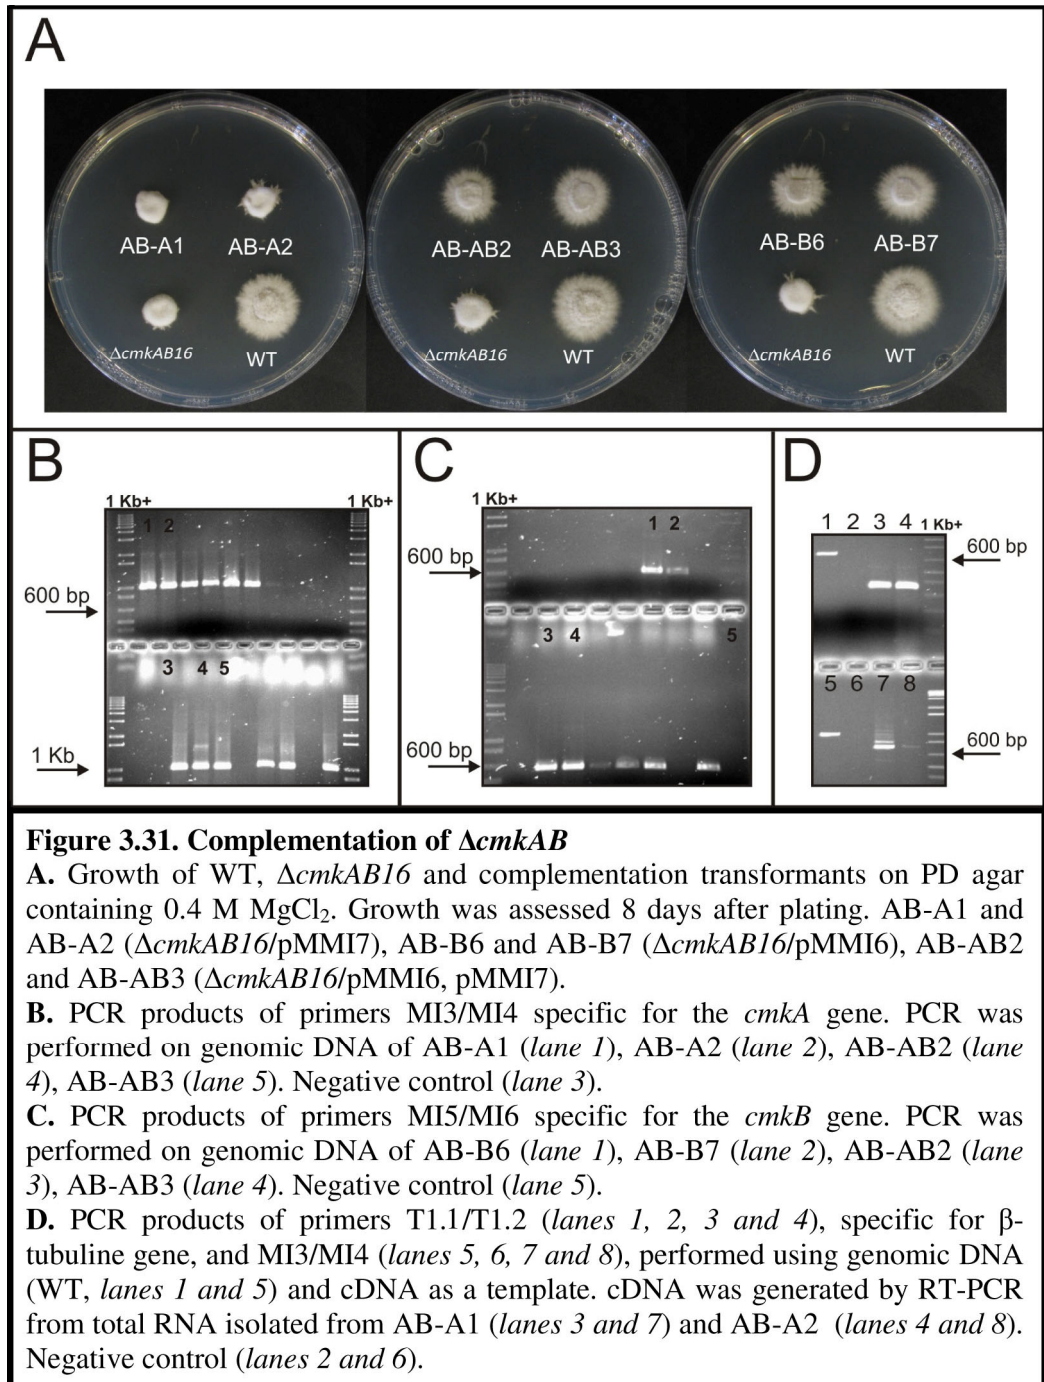 A
AB-A1 AB-A2 AB-AB2 AB-AB3 AB-B6 AB-B7
ΔcmkAB16 WT ΔcmkAB16 WT ΔcmkAB16 WT
B
1 Kb+ 1 Kb+
1 2
600 bp
3 4 5
1 Kb
C
1 Kb+
1 2
600 bp
3 4 5
600 bp
D
1 2 3 4 1 Kb+
600 bp
5 6 7 8
600 bp
Figure 3.31. Complementation of ΔcmkAB
A. Growth of WT, ΔcmkAB16 and complementation transformants on PD agar
containing 0.4 M MgCl₂. Growth was assessed 8 days after plating. AB-A1 and
AB-A2 (ΔcmkAB16/pMMI7), AB-B6 and AB-B7 (ΔcmkAB16/pMMI6), AB-AB2
and AB-AB3 (ΔcmkAB16/pMMI6, pMMI7).
B. PCR products of primers MI3/MI4 specific for the cmkA gene. PCR was
performed on genomic DNA of AB-A1 (lane 1), AB-A2 (lane 2), AB-AB2 (lane
4), AB-AB3 (lane 5). Negative control (lane 3).
C. PCR products of primers MI5/MI6 specific for the cmkB gene. PCR was
performed on genomic DNA of AB-B6 (lane 1), AB-B7 (lane 2), AB-AB2 (lane
3), AB-AB3 (lane 4). Negative control (lane 5).
D. PCR products of primers T1.1/T1.2 (lanes 1, 2, 3 and 4), specific for β-
tubuline gene, and MI3/MI4 (lanes 5, 6, 7 and 8), performed using genomic DNA
(WT, lanes 1 and 5) and cDNA as a template. cDNA was generated by RT-PCR
from total RNA isolated from AB-A1 (lanes 3 and 7) and AB-A2 (lanes 4 and 8).
Negative control (lanes 2 and 6).